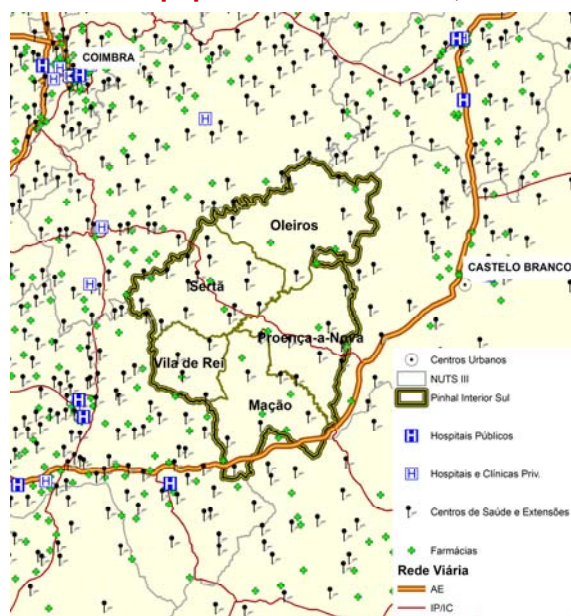 COIMBRA
Oleiros
CASTELO BRANCO
Sertã
Proença-a-Nova
Vila de Rei
Mação
Centros Urbanos
NUTS III
Pinhal Interior Sul
H Hospitais Públicos
H Hospitais e Clínicas Priv.
Centros de Saúde e Extensões
Farmácias
Rede Viária
AE
IP/IC